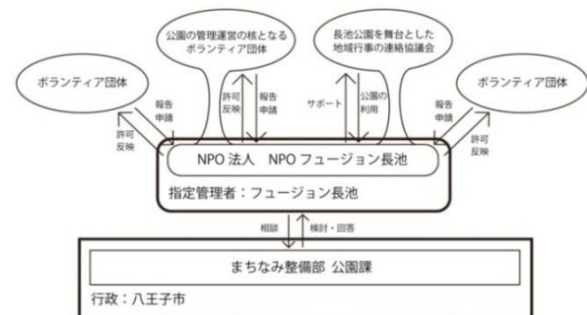 公園の管理運営の核となる
ボランティア団体
長池公園を舞台とした
地域行事の連絡協議会
ボランティア団体
ボランティア団体
報告
申請
許可
反映
許可
反映
報告
申請
サポート
公園の
利用
報告
申請
許可
反映
NPO 法人　NPO フュージョン長池
指定管理者：フュージョン長池
相談
検討・回答
まちなみ整備部 公園課
行政：八王子市